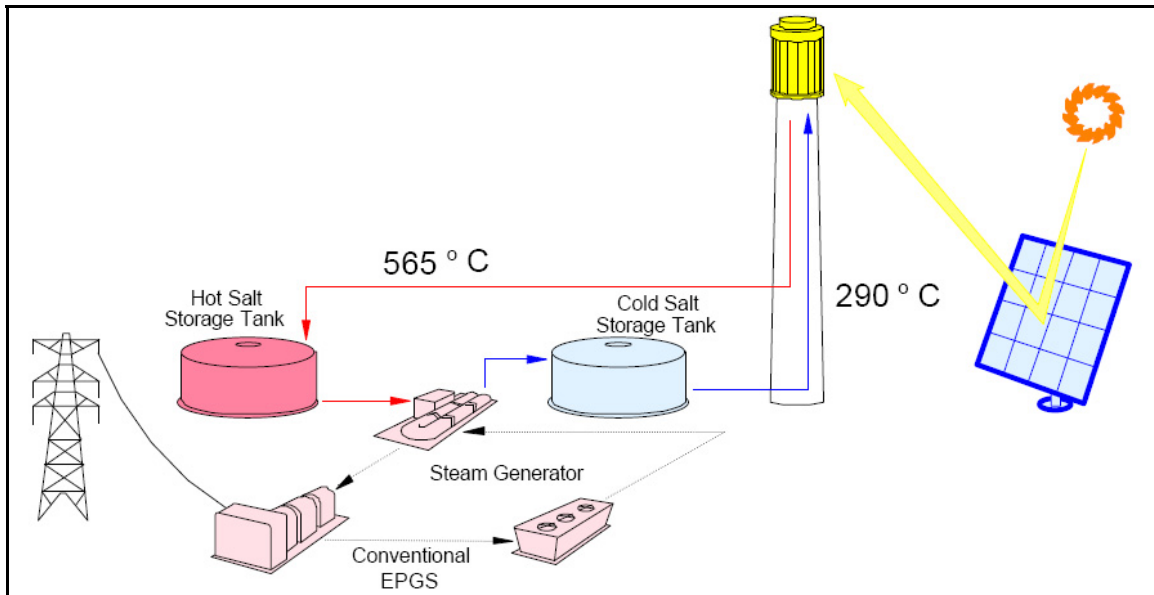 565 º C
Hot Salt
Storage Tank
Cold Salt
Storage Tank
290 º C
Steam Generator
Conventional
EPGS